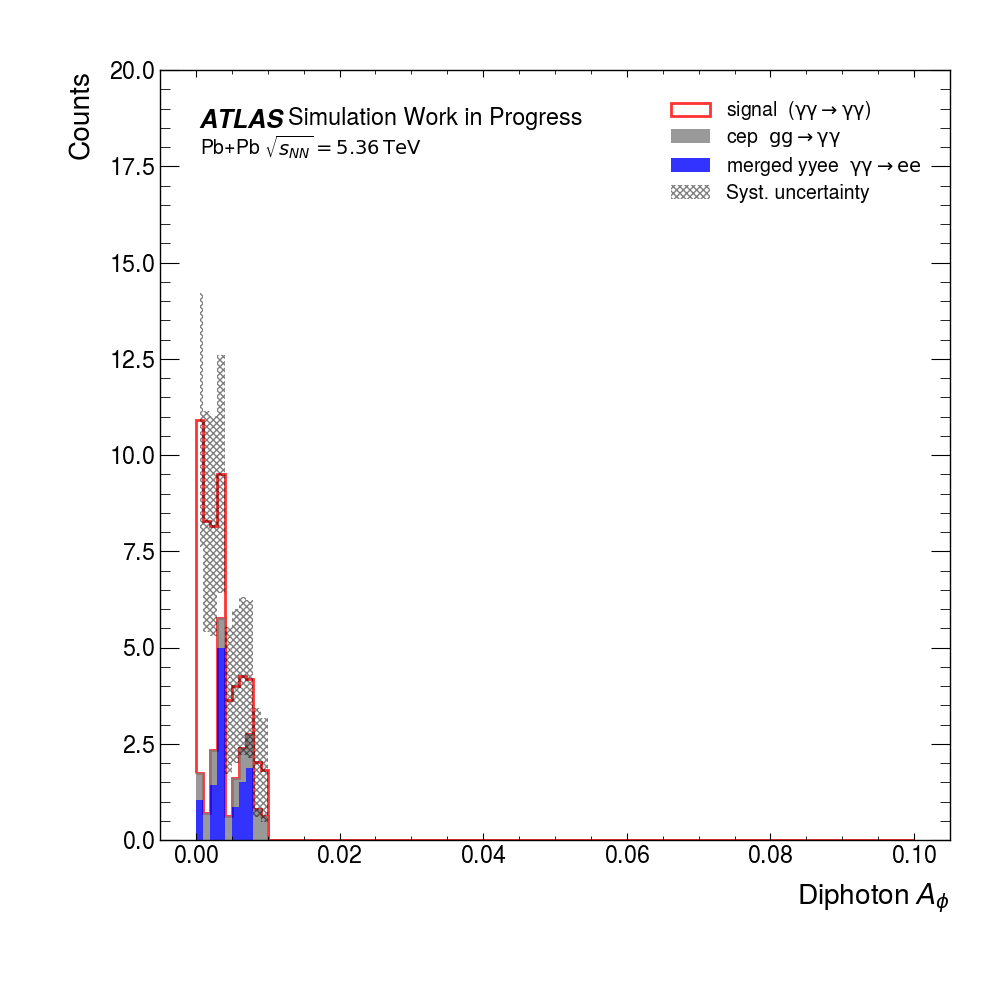 Counts
20.0
17.5
15.0
12.5
10.0
7.5
5.0
2.5
0.0
ATLAS Simulation Work in Progress
Pb+Pb √s_NN = 5.36 TeV
signal (γγ→γγ)
cep gg→γγ
merged yyee γγ→ee
Syst. uncertainty
0.00 0.02 0.04 0.06 0.08 0.10
Diphoton A_ϕ